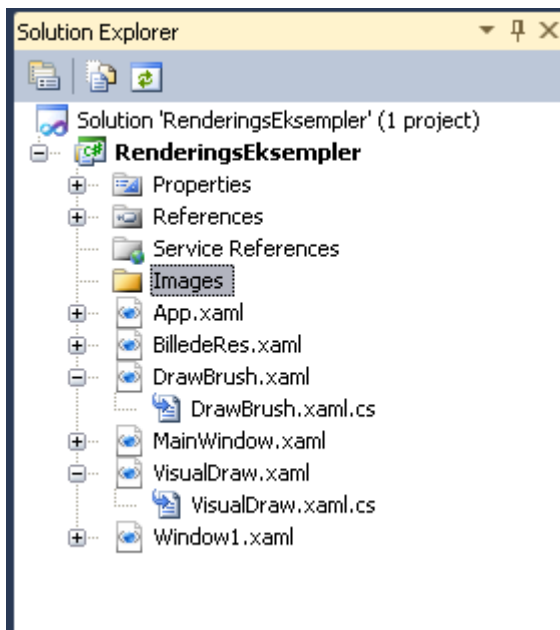 Solution Explorer
Solution 'RenderingsEksempler' (1 project)
C# RenderingsEksempler
Properties
References
Service References
Images
App.xaml
BilledeRes.xaml
DrawBrush.xaml
DrawBrush.xaml.cs
MainWindow.xaml
VisualDraw.xaml
VisualDraw.xaml.cs
Window1.xaml